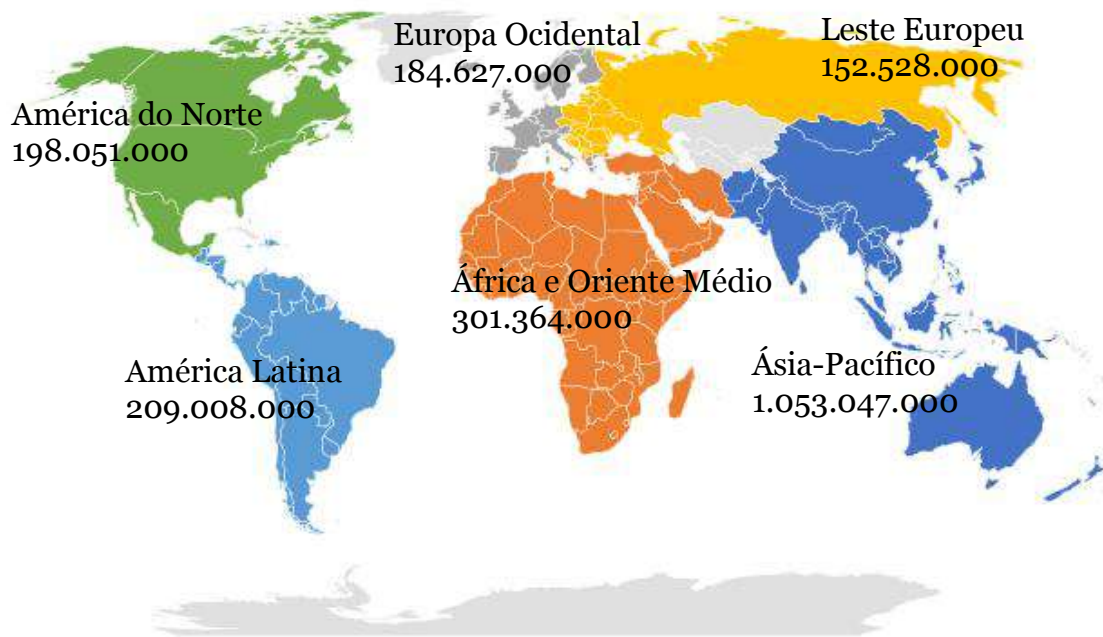 Europa Ocidental
184.627.000
Leste Europeu
152.528.000
América do Norte
198.051.000
África e Oriente Médio
301.364.000
América Latina
209.008.000
Ásia-Pacífico
1.053.047.000